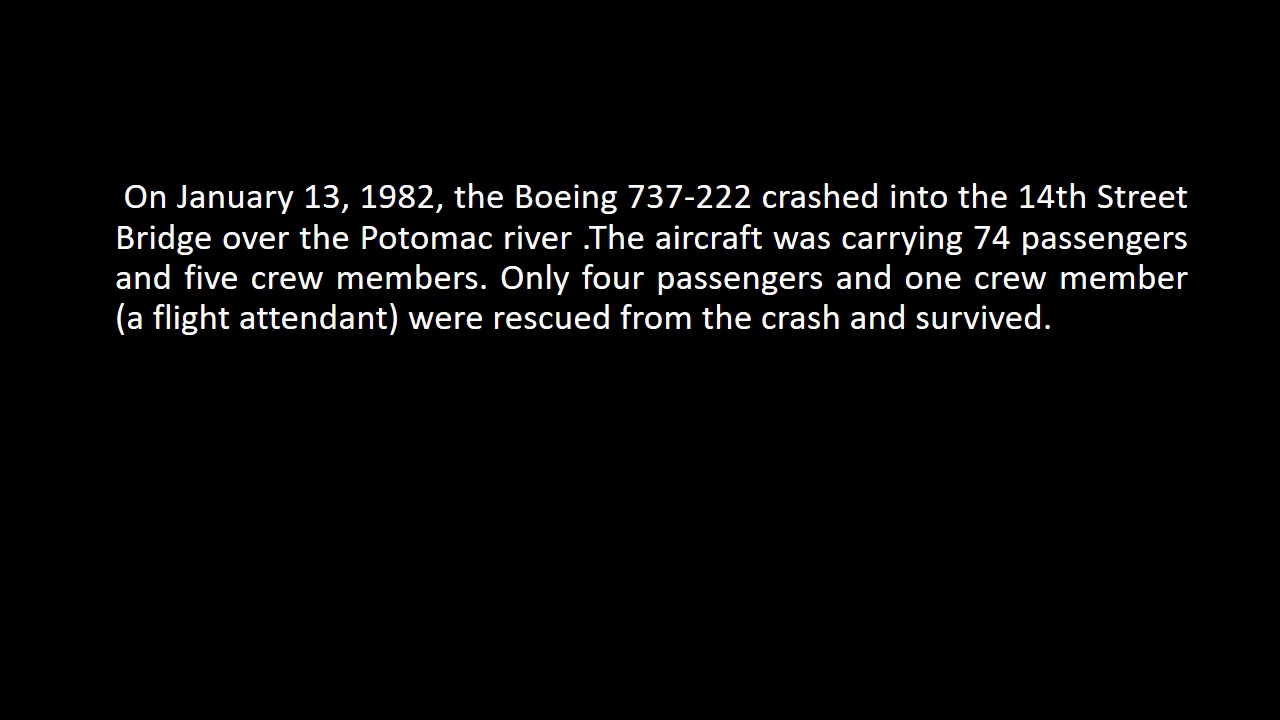 On January 13, 1982, the Boeing 737-222 crashed into the 14th Street
Bridge over the Potomac river .The aircraft was carrying 74 passengers
and five crew members. Only four passengers and one crew member
(a flight attendant) were rescued from the crash and survived.